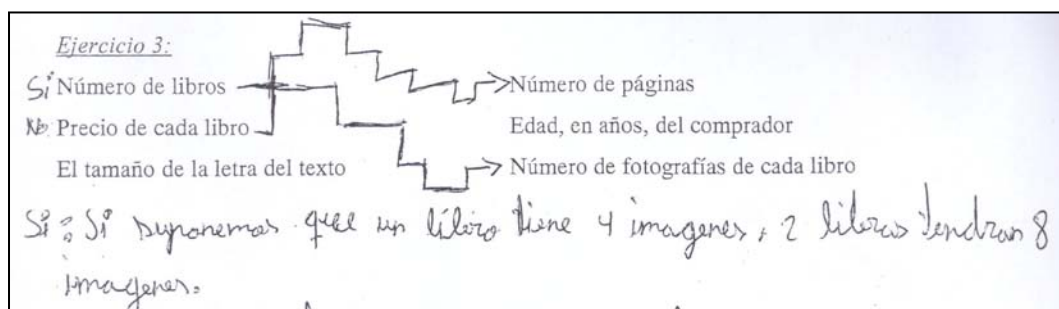 Ejercicio 3:
Si Número de libros Número de páginas
No Precio de cada libro Edad, en años, del comprador
El tamaño de la letra del texto Número de fotografías de cada libro
Si : Si suponemos que un libro tiene 4 imagenes, 2 libros tendran 8
imagenes.